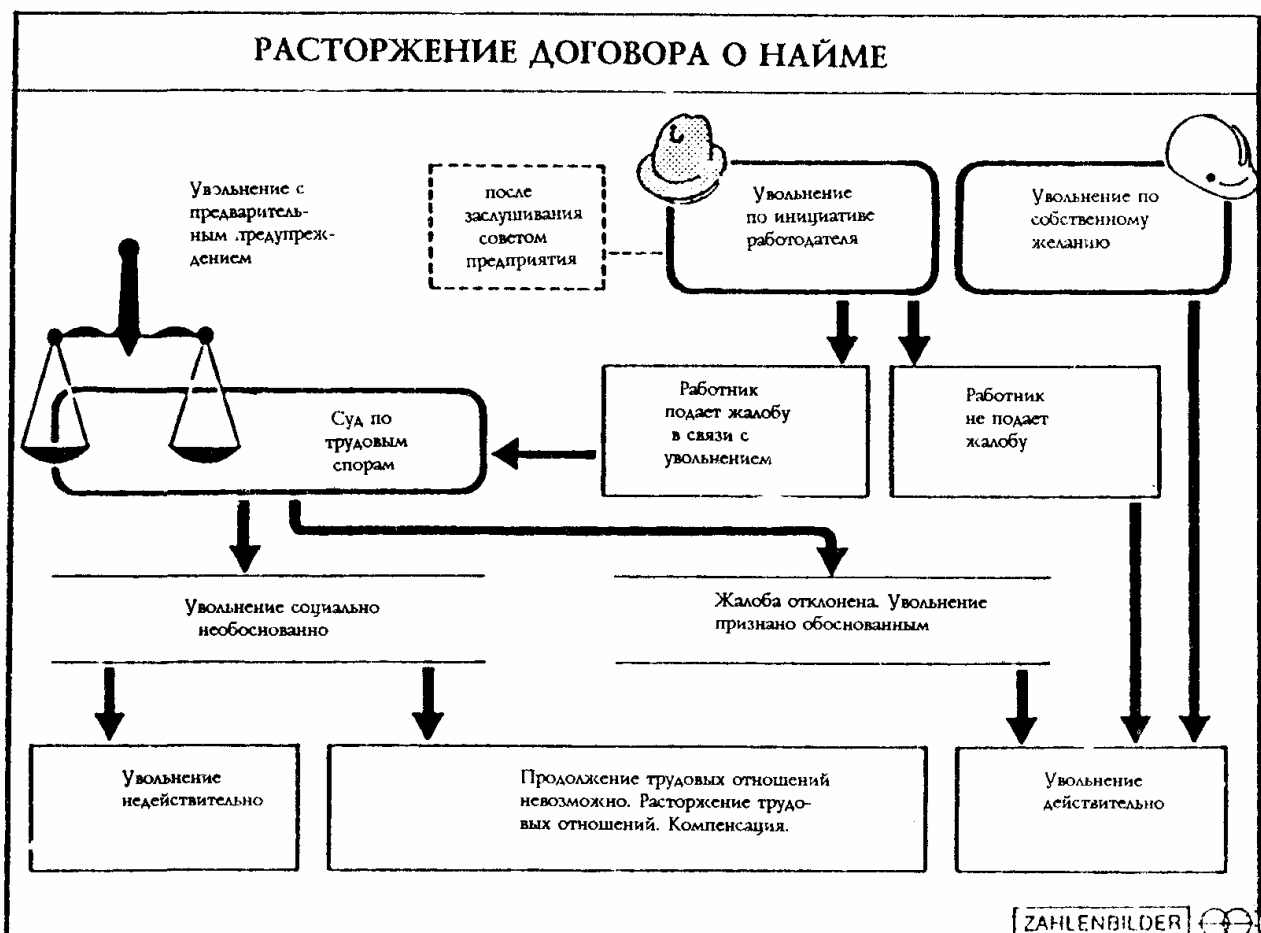 РАСТОРЖЕНИЕ ДОГОВОРА О НАЙМЕ
Увольнение с
предваритель-
ным предупреж-
дением
после
заслушивания
советом
предприятия
Увольнение
по инициативе
работодателя
Увольнение по
собственному
желанию
Суд по
трудовым
спорам
Работник
подает жалобу
в связи с
увольнением
Работник
не подает
жалобу
Увольнение социально
необоснованно
Жалоба отклонена. Увольнение
признано обоснованным
Увольнение
недействительно
Продолжение трудовых отношений
невозможно. Расторжение трудо-
вых отношений. Компенсация.
Увольнение
действительно
ZAHLENBILDER